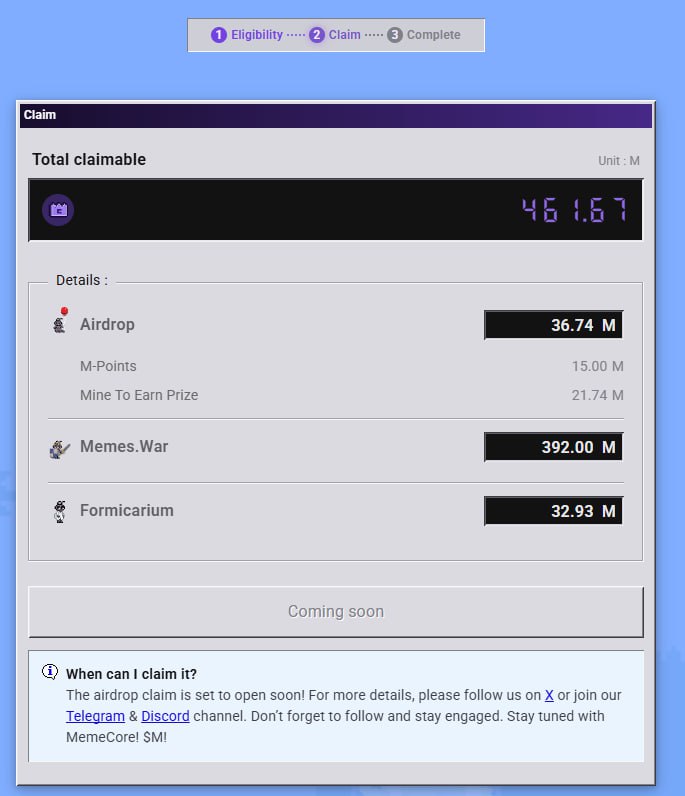 1 Eligibility ····· 2 Claim ····· 3 Complete
Claim
Total claimable Unit : M
461.67
Details :
Airdrop 36.74 M
M-Points 15.00 M
Mine To Earn Prize 21.74 M
Memes.War 392.00 M
Formicarium 32.93 M
Coming soon
When can I claim it?
The airdrop claim is set to open soon! For more details, please follow us on X or join our
Telegram & Discord channel. Don't forget to follow and stay engaged. Stay tuned with
MemeCore! $M!